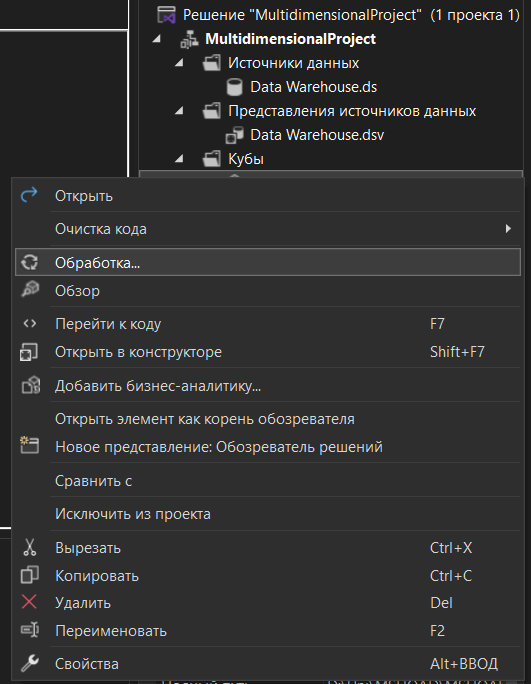 Решение "MultidimensionalProject" (1 проекта 1)
MultidimensionalProject
Источники данных
Data Warehouse.ds
Представления источников данных
Data Warehouse.dsv
Кубы
Открыть
Очистка кода
Обработка...
Обзор
Перейти к коду F7
Открыть в конструкторе Shift+F7
Добавить бизнес-аналитику...
Открыть элемент как корень обозревателя
Новое представление: Обозреватель решений
Сравнить с
Исключить из проекта
Вырезать Ctrl+X
Копировать Ctrl+C
Удалить Del
Переименовать F2
Свойства Alt+ВВОД